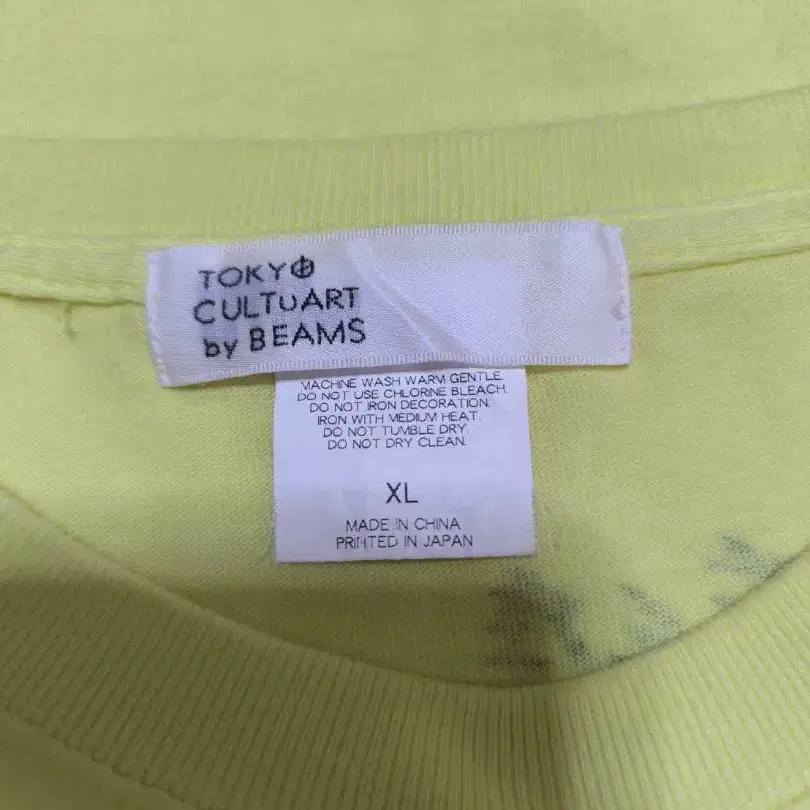 TOKYO
CULTUART
by BEAMS
MACHINE WASH WARM GENTLE.
DO NOT USE CHLORINE BLEACH.
DO NOT IRON DECORATION.
IRON WITH MEDIUM HEAT.
DO NOT TUMBLE DRY.
DO NOT DRY CLEAN.
XL
MADE IN CHINA
PRINTED IN JAPAN